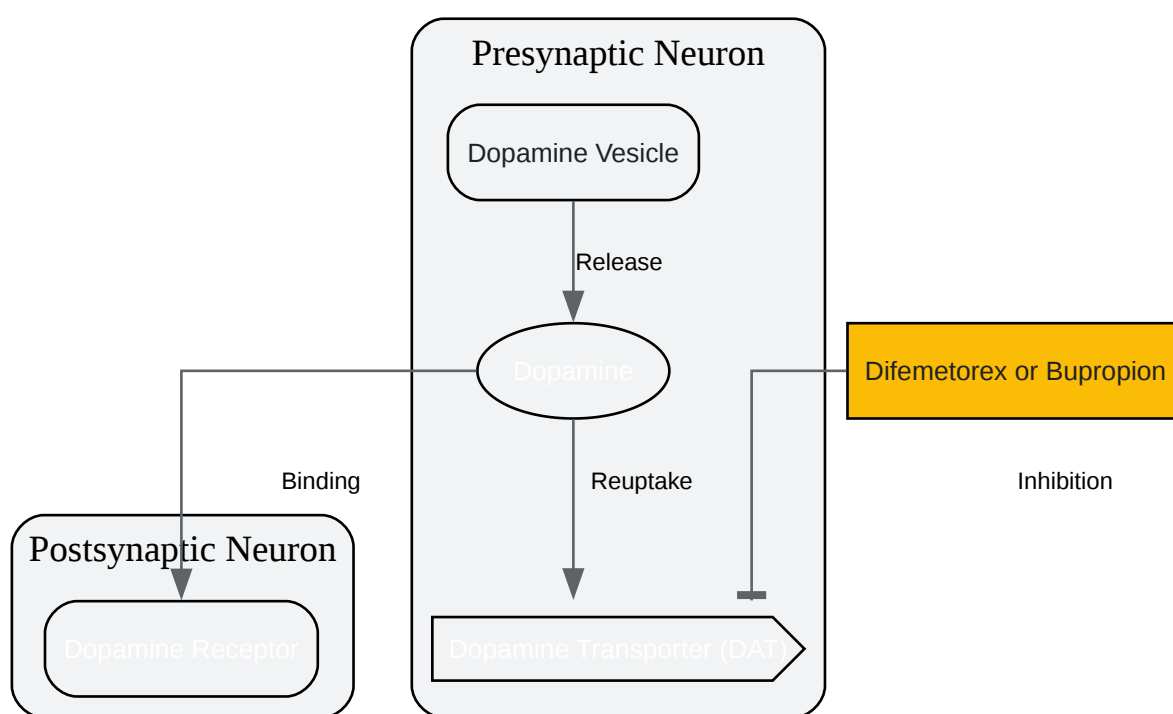 Presynaptic Neuron
Dopamine Vesicle
Release
Dopamine
Difemetorex or Bupropion
Binding
Reuptake
Inhibition
Postsynaptic Neuron
Dopamine Receptor
Dopamine Transporter (DAT)